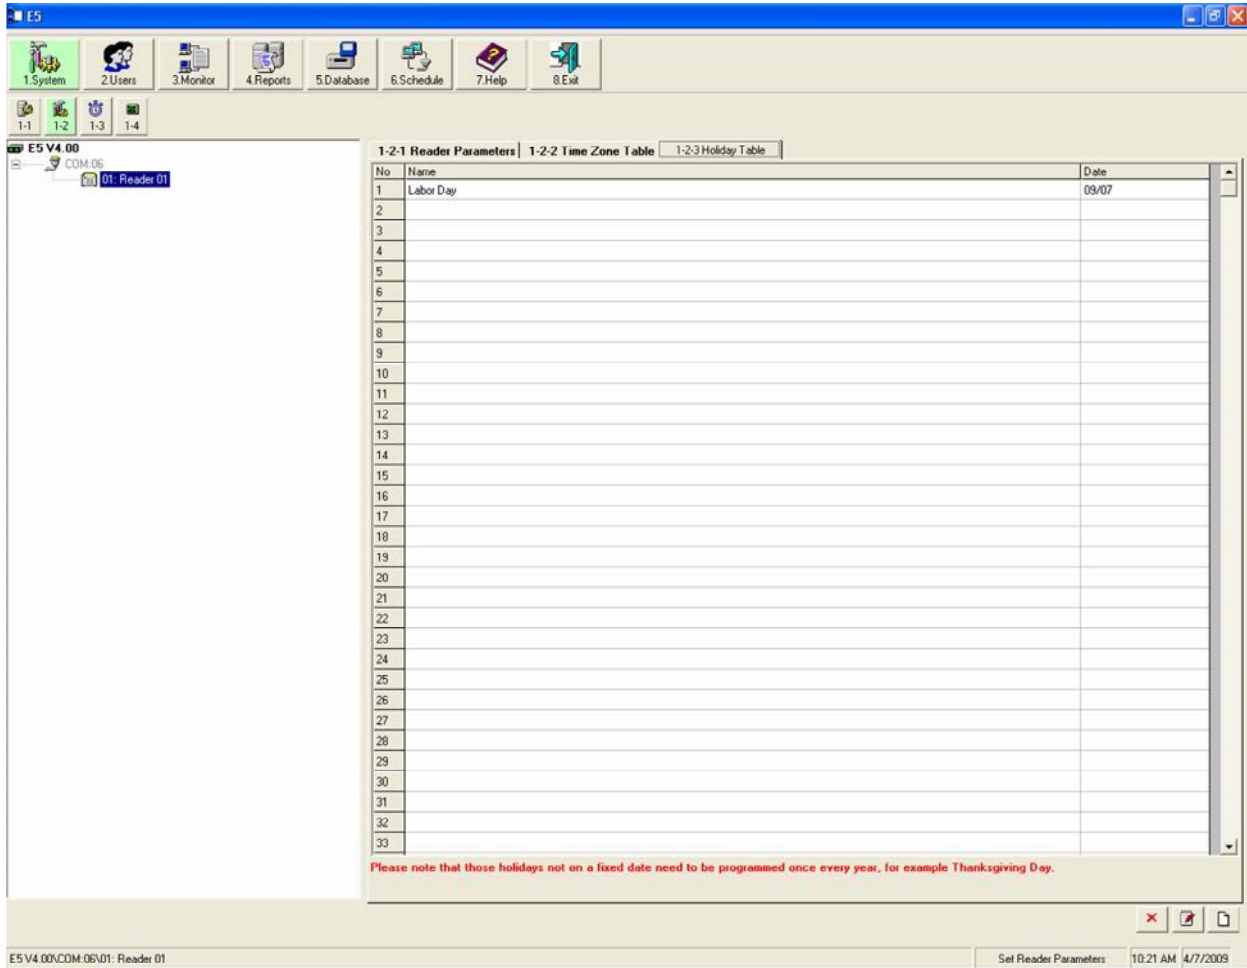 E5
1.System 2.Users 3.Monitor 4.Reports 5.Database 6.Schedule 7.Help 8.Exit
1-1 1-2 1-3 1-4
E5 V4.00
COM:06
01: Reader 01
1-2-1 Reader Parameters 1-2-2 Time Zone Table 1-2-3 Holiday Table
No Name Date
1 Labor Day 09/07
2
3
4
5
6
7
8
9
10
11
12
13
14
15
16
17
18
19
20
21
22
23
24
25
26
27
28
29
30
31
32
33
Please note that those holidays not on a fixed date need to be programmed once every year, for example Thanksgiving Day.
E5 V4.00\COM:06\01: Reader 01 Set Reader Parameters 10:21 AM 4/7/2009